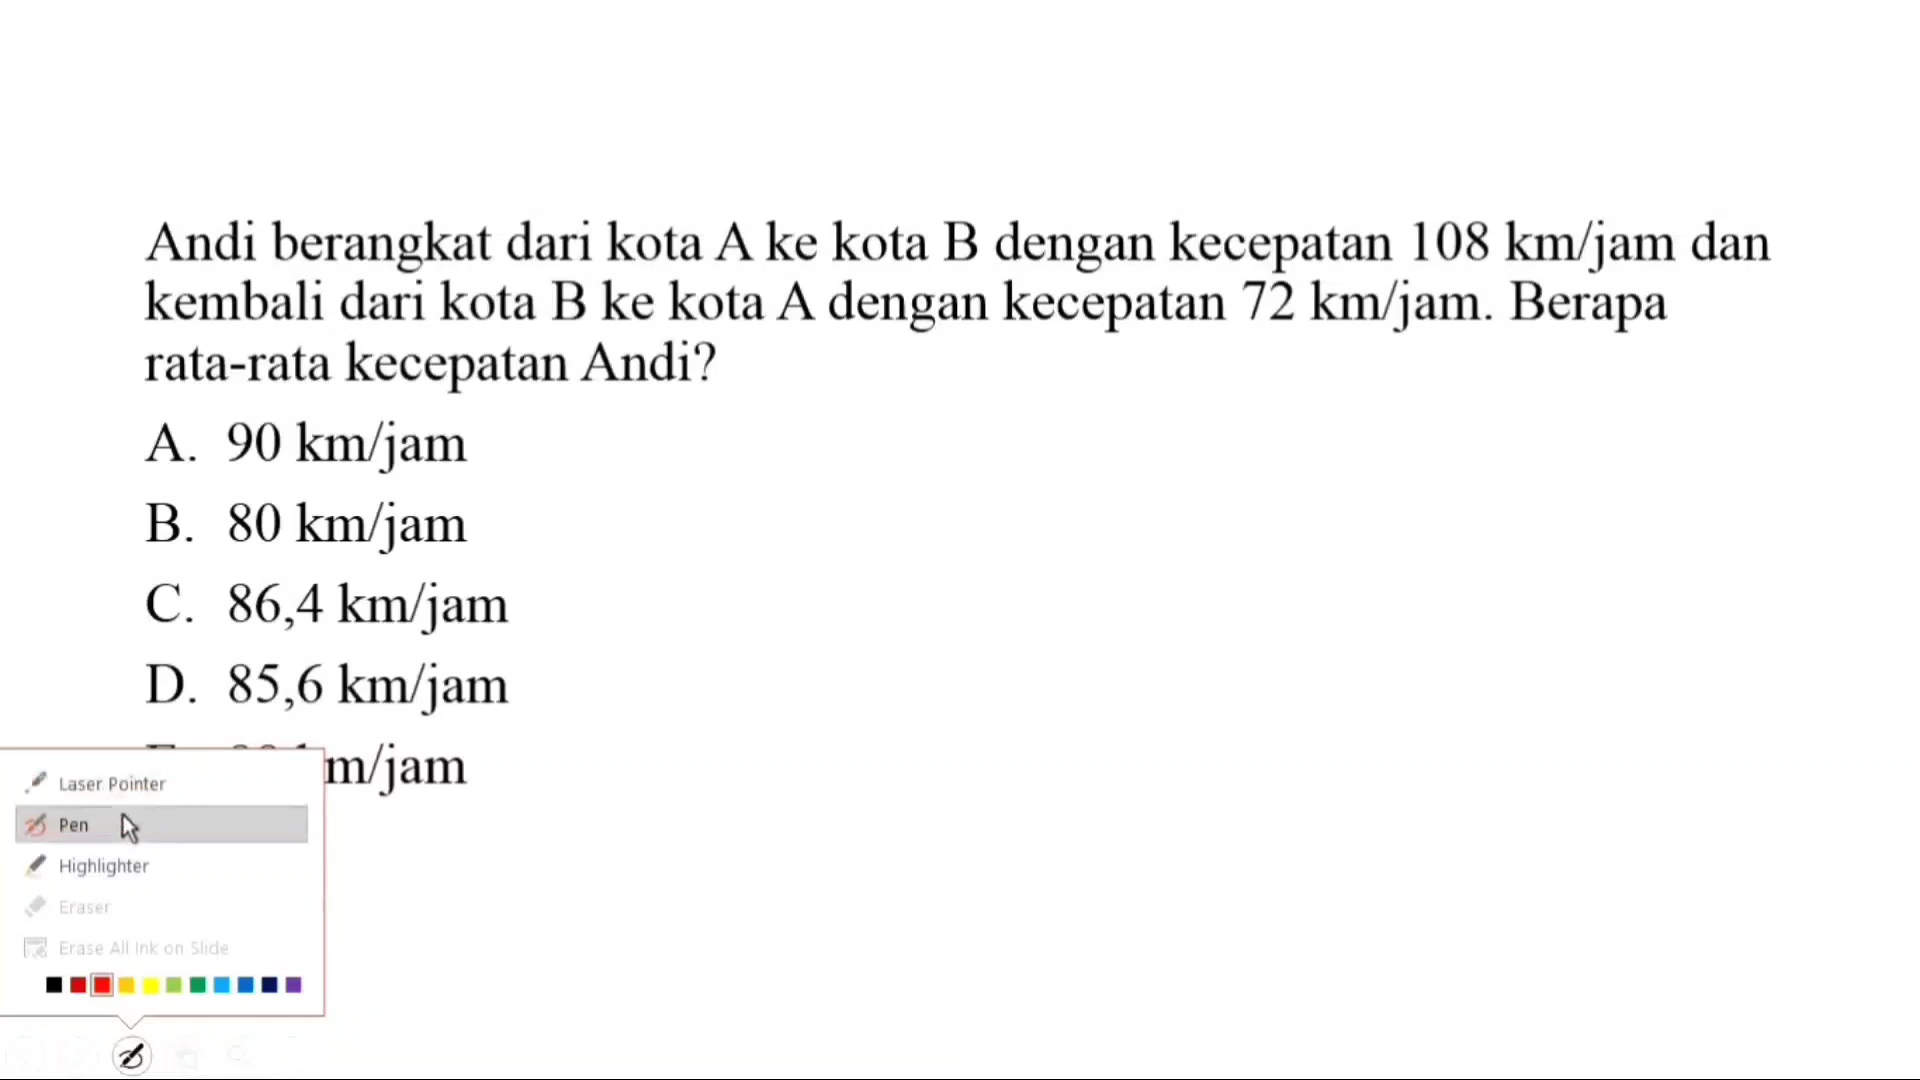 Andi berangkat dari kota A ke kota B dengan kecepatan 108 km/jam dan
kembali dari kota B ke kota A dengan kecepatan 72 km/jam. Berapa
rata-rata kecepatan Andi?
A. 90 km/jam
B. 80 km/jam
C. 86,4 km/jam
D. 85,6 km/jam
m/jam
Laser Pointer
Pen
Highlighter
Eraser
Erase All Ink on Slide